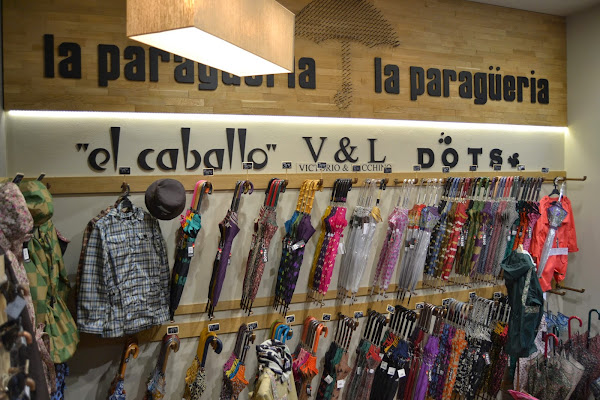 la paragüeria
la paragüeria
"el caballo"
V & L
VICTORIO & LUCCHINO
DOTS